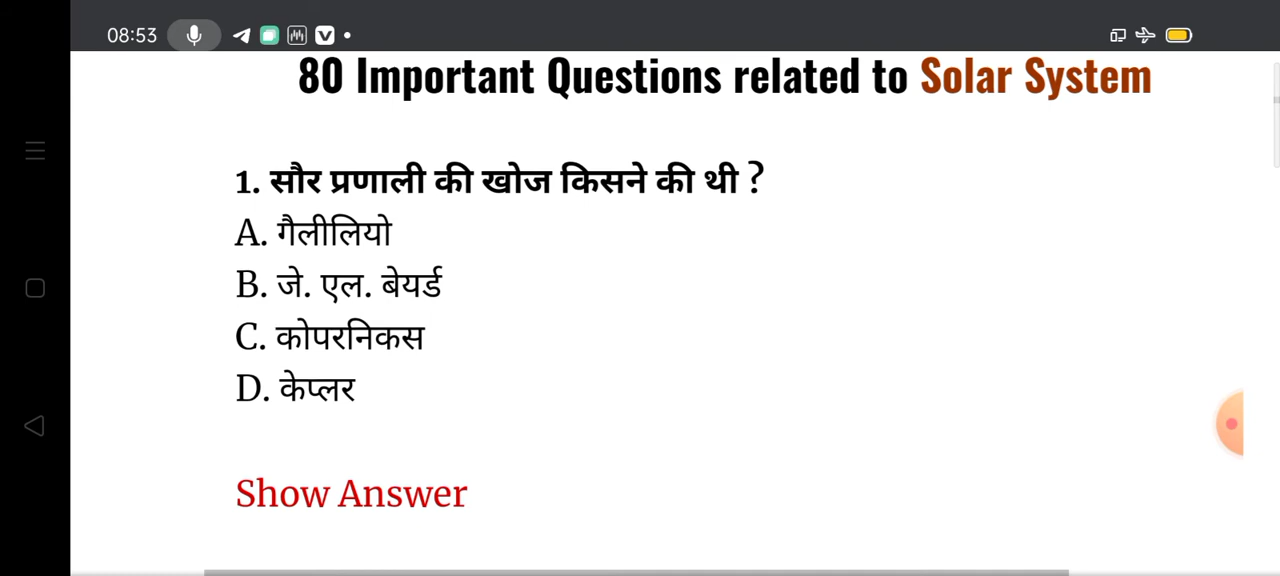 08:53
80 Important Questions related to Solar System
1. सौर प्रणाली की खोज किसने की थी ?
A. गैलीलियो
B. जे. एल. बेयर्ड
C. कोपरनिकस
D. केप्लर
Show Answer